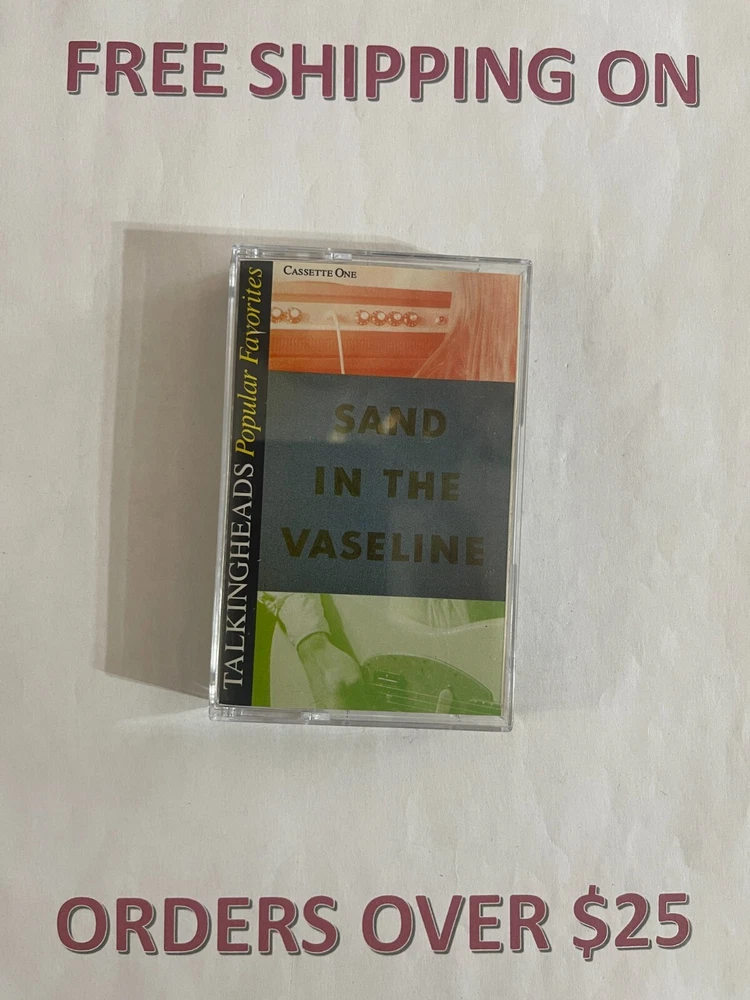 FREE SHIPPING ON
CASSETTE ONE
TALKINGHEADS Popular Favorites
SAND
IN THE
VASELINE
ORDERS OVER $25